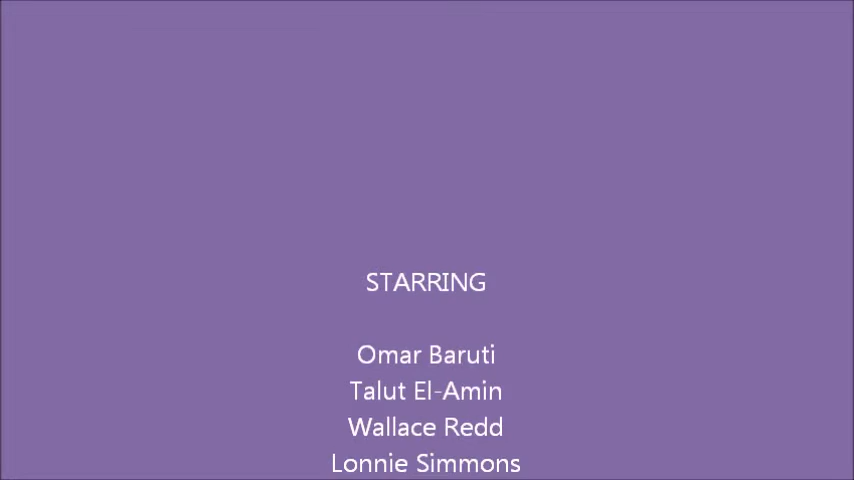 STARRING
Omar Baruti
Talut El-Amin
Wallace Redd
Lonnie Simmons